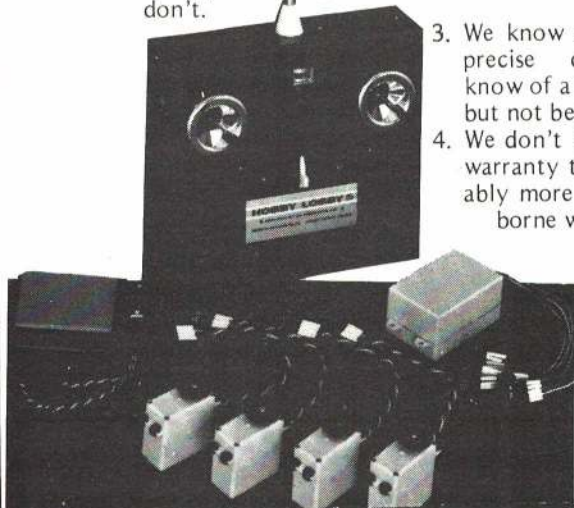 don't.
3. We know
precise
know of a
but not be
4. We don't
warranty t
ably more
borne w
HOBBY LOBBY 5